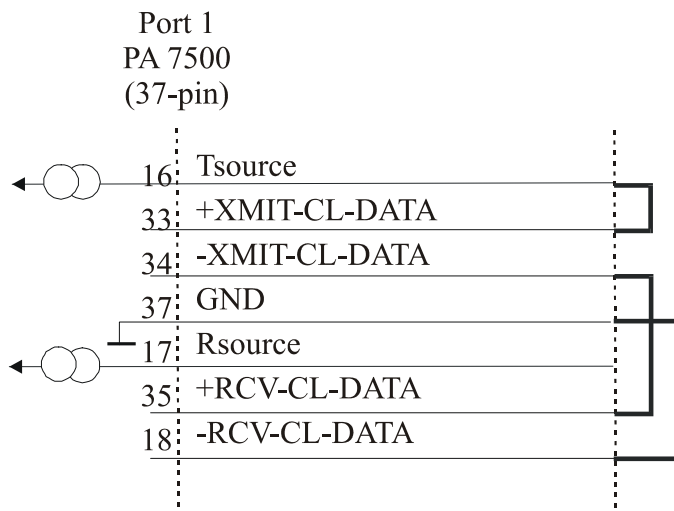 Port 1
PA 7500
(37-pin)
16 Tsource
33 +XMIT-CL-DATA
34 -XMIT-CL-DATA
37 GND
17 Rsource
35 +RCV-CL-DATA
18 -RCV-CL-DATA